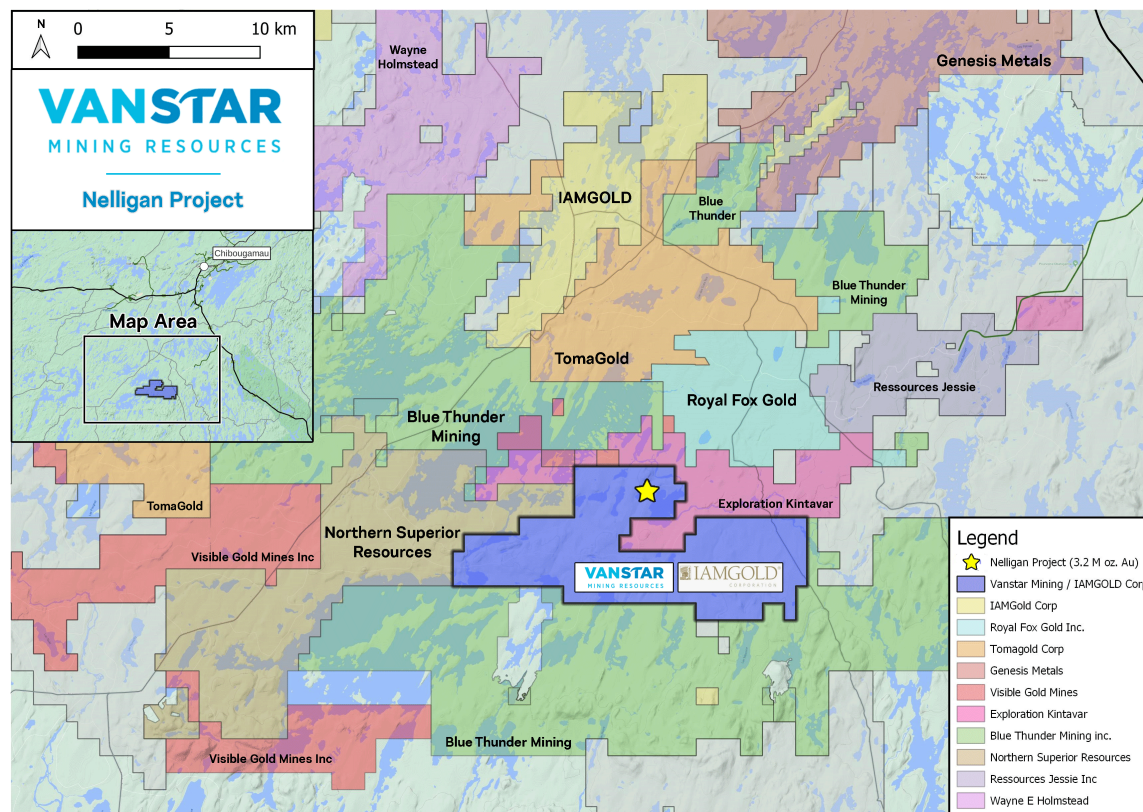 N
0 5 10 km
VANSTAR
MINING RESOURCES
Nelligan Project
Chibougamau
Map Area
Wayne
Holmstead
Genesis Metals
IAMGOLD
Blue
Thunder
Blue Thunder
Mining
TomaGold
Ressources Jessie
Royal Fox Gold
Blue Thunder
Mining
TomaGold
Exploration Kintavar
Northern Superior
Resources
Visible Gold Mines Inc
VANSTAR
MINING RESOURCES
IAMGOLD
CORPORATION
Blue Thunder Mining
Visible Gold Mines Inc
Legend
Nelligan Project (3.2 M oz. Au)
Vanstar Mining / IAMGOLD Corp
IAMGold Corp
Royal Fox Gold Inc.
Tomagold Corp
Genesis Metals
Visible Gold Mines
Exploration Kintavar
Blue Thunder Mining inc.
Northern Superior Resources
Ressources Jessie Inc
Wayne E Holmstead